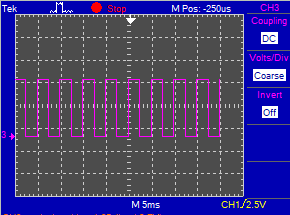 Tek Stop M Pos: -250us CH3
Coupling
DC
Volts/Div
Coarse
Invert
Off
3
M 5ms CH1/2.5V